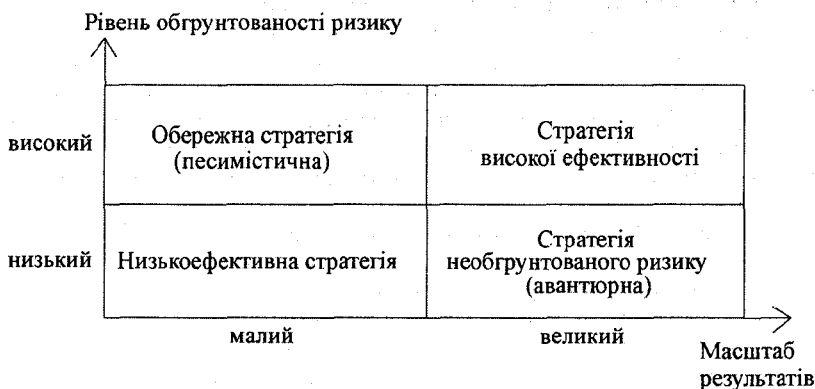 Рівень обгрунтованості ризику
високий
Обережна стратегія
(песимістична)
Стратегія
високої ефективності
низький
Низькоефективна стратегія
Стратегія
необгрунтованого ризику
(авантюрна)
малий
великий
Масштаб
результатів